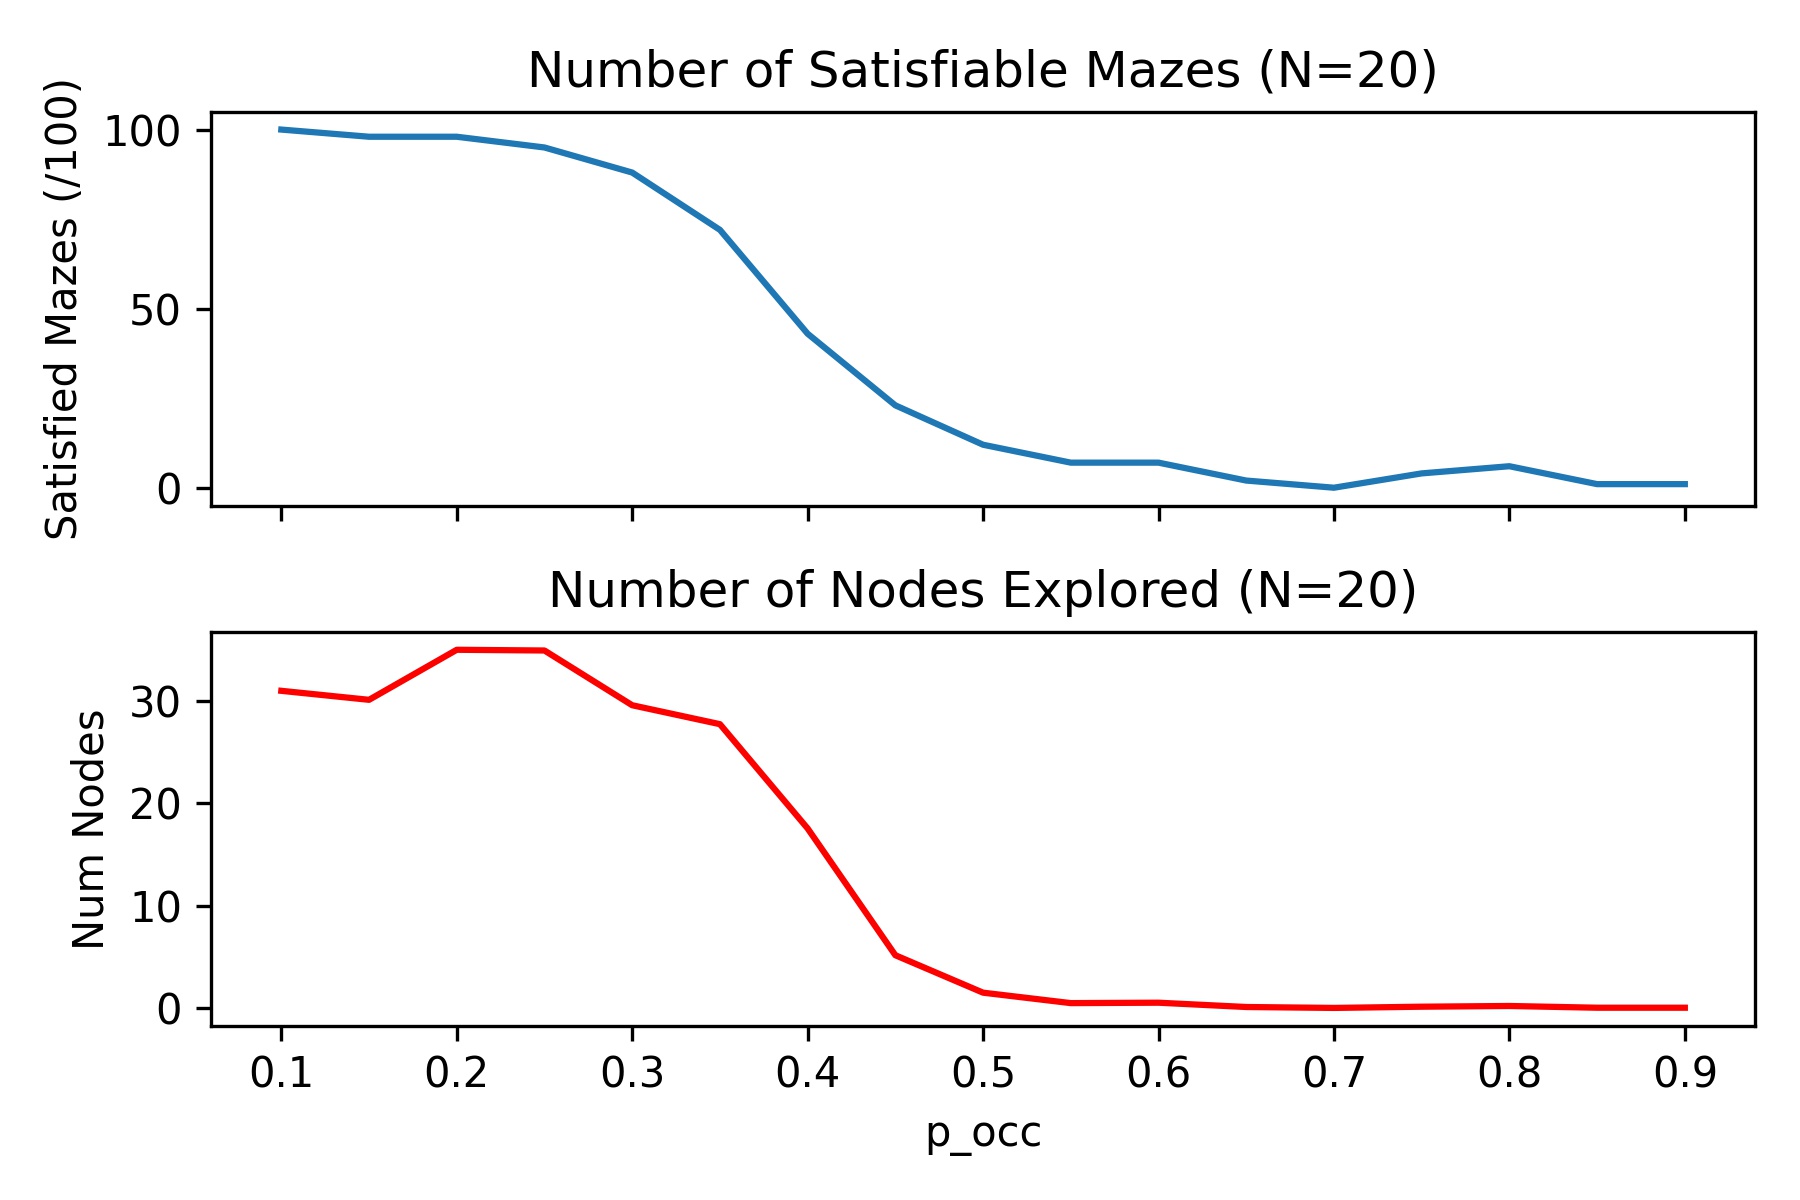 Number of Satisfiable Mazes (N=20)
Satisfied Mazes (/100)
100
50
0
Number of Nodes Explored (N=20)
Num Nodes
30
20
10
0
0.1 0.2 0.3 0.4 0.5 0.6 0.7 0.8 0.9
p_occ